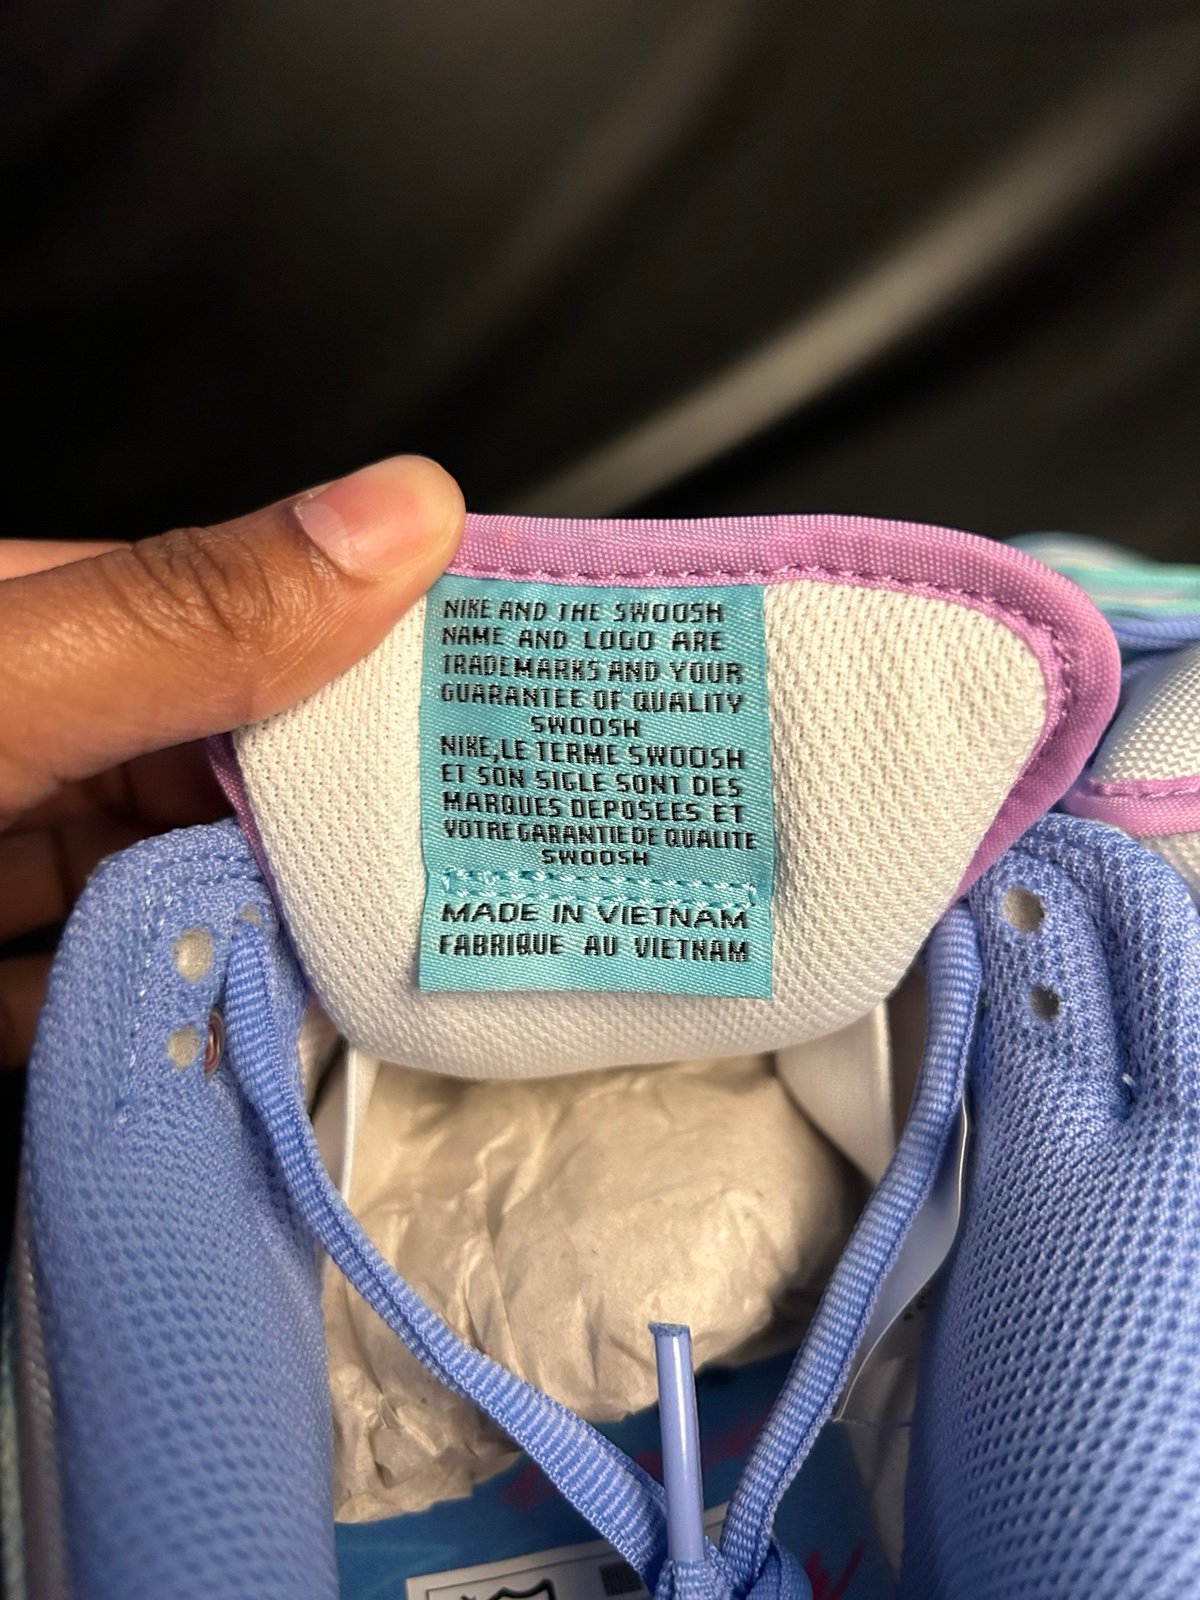 NIKE AND THE SWOOSH
NAME AND LOGO ARE
TRADEMARKS AND YOUR
GUARANTEE OF QUALITY
SWOOSH
NIKE,LE TERME SWOOSH
ET SON SIGLE SONT DES
MARQUES DEPOSEES ET
VOTRE GARANTIE DE QUALITE
SWOOSH
MADE IN VIETNAM
FABRIQUE AU VIETNAM